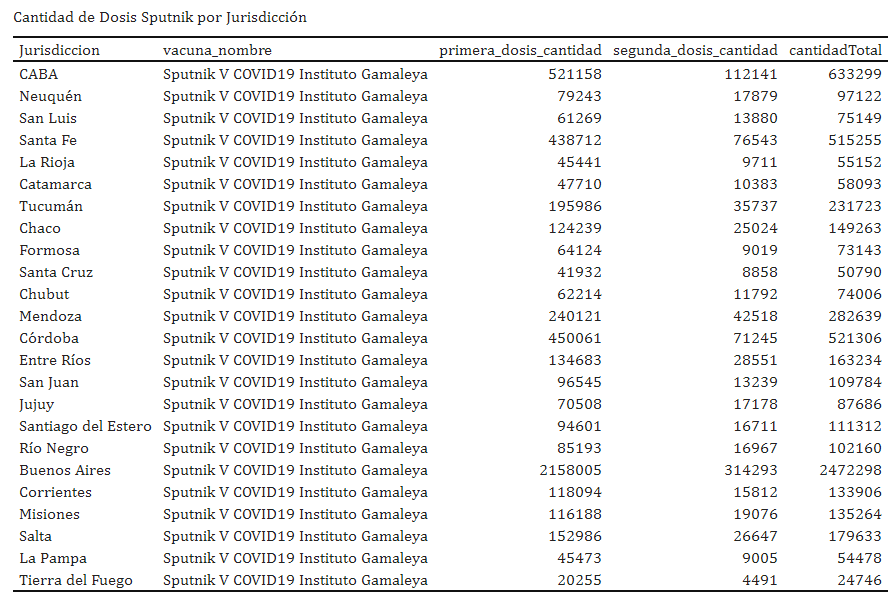 Cantidad de Dosis Sputnik por Jurisdicción
Jurisdiccion vacuna_nombre primera_dosis_cantidad segunda_dosis_cantidad cantidadTotal
CABA Sputnik V COVID19 Instituto Gamaleya 521158 112141 633299
Neuquén Sputnik V COVID19 Instituto Gamaleya 79243 17879 97122
San Luis Sputnik V COVID19 Instituto Gamaleya 61269 13880 75149
Santa Fe Sputnik V COVID19 Instituto Gamaleya 438712 76543 515255
La Rioja Sputnik V COVID19 Instituto Gamaleya 45441 9711 55152
Catamarca Sputnik V COVID19 Instituto Gamaleya 47710 10383 58093
Tucumán Sputnik V COVID19 Instituto Gamaleya 195986 35737 231723
Chaco Sputnik V COVID19 Instituto Gamaleya 124239 25024 149263
Formosa Sputnik V COVID19 Instituto Gamaleya 64124 9019 73143
Santa Cruz Sputnik V COVID19 Instituto Gamaleya 41932 8858 50790
Chubut Sputnik V COVID19 Instituto Gamaleya 62214 11792 74006
Mendoza Sputnik V COVID19 Instituto Gamaleya 240121 42518 282639
Córdoba Sputnik V COVID19 Instituto Gamaleya 450061 71245 521306
Entre Ríos Sputnik V COVID19 Instituto Gamaleya 134683 28551 163234
San Juan Sputnik V COVID19 Instituto Gamaleya 96545 13239 109784
Jujuy Sputnik V COVID19 Instituto Gamaleya 70508 17178 87686
Santiago del Estero Sputnik V COVID19 Instituto Gamaleya 94601 16711 111312
Río Negro Sputnik V COVID19 Instituto Gamaleya 85193 16967 102160
Buenos Aires Sputnik V COVID19 Instituto Gamaleya 2158005 314293 2472298
Corrientes Sputnik V COVID19 Instituto Gamaleya 118094 15812 133906
Misiones Sputnik V COVID19 Instituto Gamaleya 116188 19076 135264
Salta Sputnik V COVID19 Instituto Gamaleya 152986 26647 179633
La Pampa Sputnik V COVID19 Instituto Gamaleya 45473 9005 54478
Tierra del Fuego Sputnik V COVID19 Instituto Gamaleya 20255 4491 24746